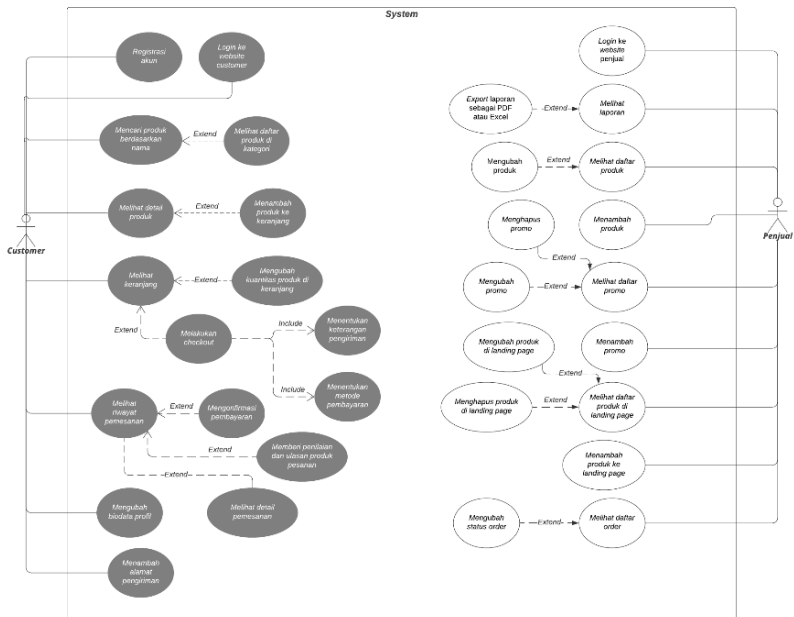 System
Registrasi
akun
Login ke
website
customer
Mencari produk
berdasarkan
nama
Extend
Melihat daftar
produk di
kategori
Melihat detail
produk
Extend
Menambah
produk ke
keranjang
Customer
Melihat
keranjang
Extend
Mengubah
kuantitas produk di
keranjang
Extend
Melakukan
checkout
Include
Menentukan
keterangan
pengiriman
Include
Menentukan
metode
pembayaran
Melihat
riwayat
pemesanan
Extend
Mengonfirmasi
pembayaran
Extend
Memberi penilaian
dan ulasan produk
pesanan
Extend
Mengubah
biodata profil
Melihat detail
pemesanan
Menambah
alamat
pengiriman
Login ke
website
penjual
Export laporan
sebagai PDF
atau Excel
Extend
Melihat
laporan
Mengubah
produk
Extend
Melihat daftar
produk
Menghapus
promo
Menambah
produk
Penjual
Extend
Mengubah
promo
Extend
Melihat daftar
promo
Mengubah produk
di landing page
Menambah
promo
Extend
Menghapus produk
di landing page
Extend
Melihat daftar
produk di
landing page
Menambah
produk ke
landing page
Mengubah
status order
Extend
Melihat daftar
order